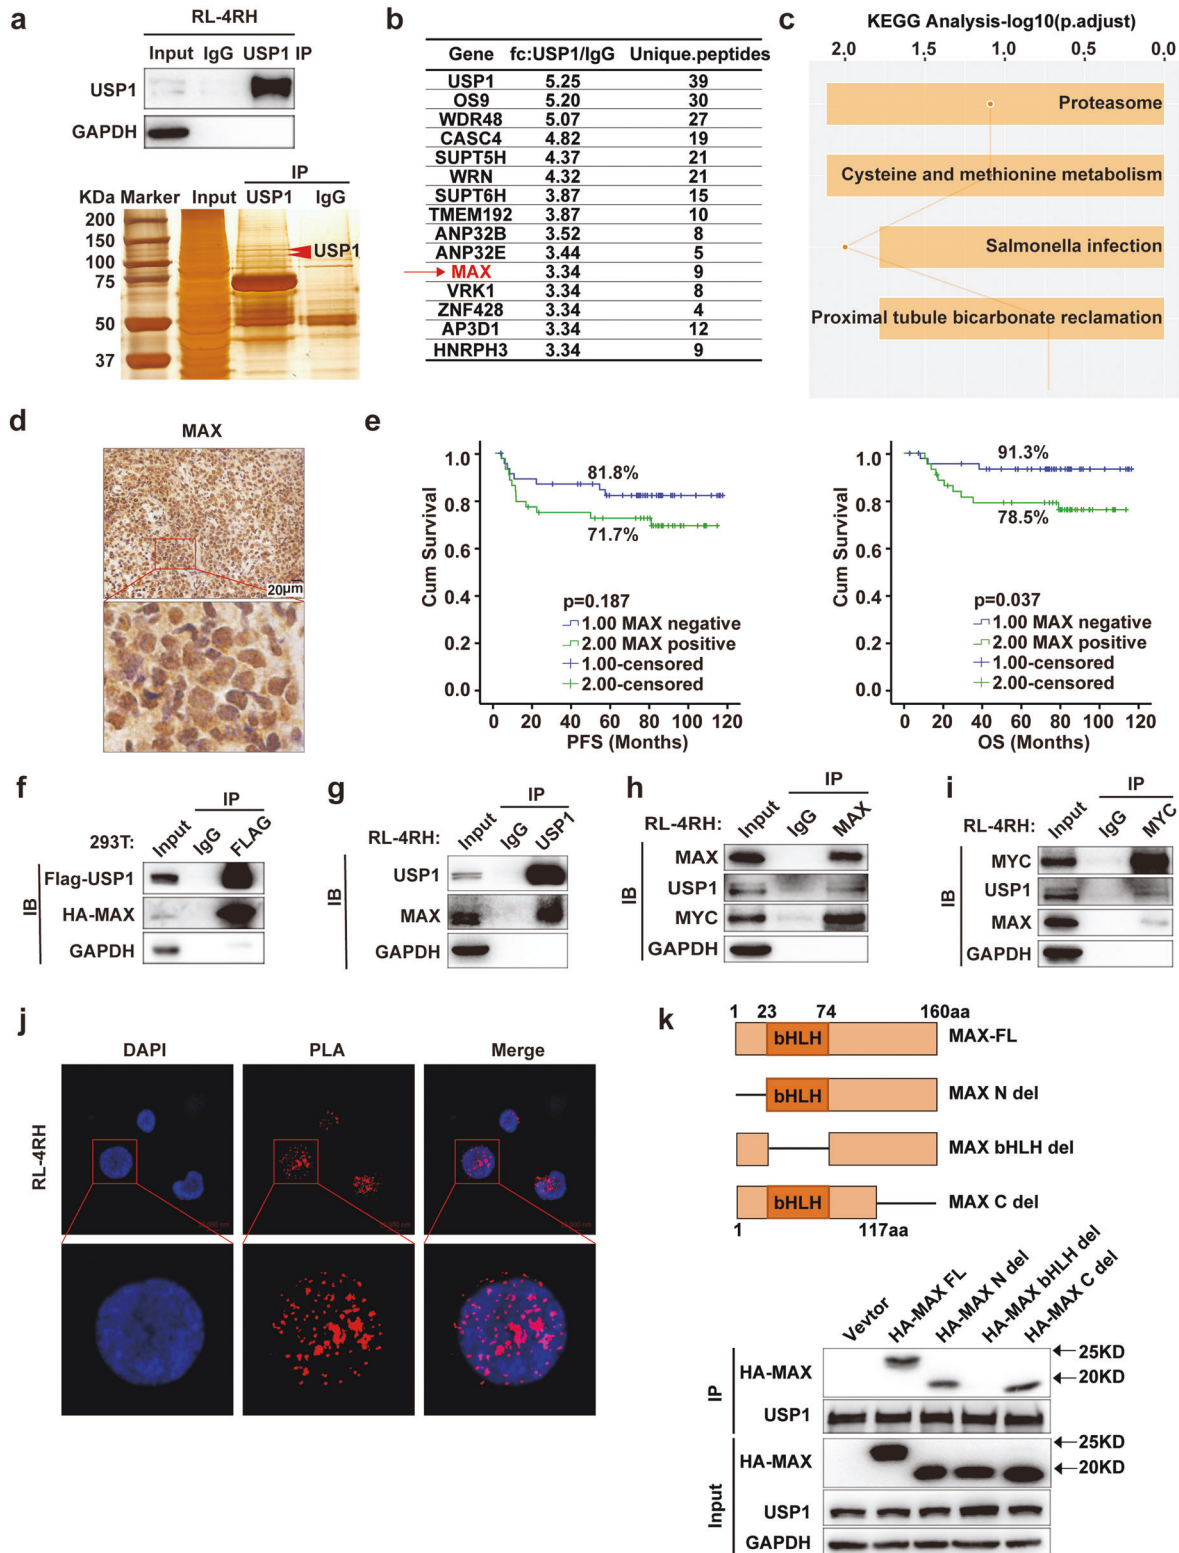 a
RL-4RH
Input IgG USP1 IP
USP1
GAPDH
IP
KDa Marker Input USP1 IgG
200
150
100
75
50
37
USP1
b
Gene fc:USP1/IgG Unique.peptides
USP1 5.25 39
OS9 5.20 30
WDR48 5.07 27
CASC4 4.82 19
SUPT5H 4.37 21
WRN 4.32 21
SUPT6H 3.87 15
TMEM192 3.87 10
ANP32B 3.52 8
ANP32E 3.44 5
MAX 3.34 9
VRK1 3.34 8
ZNF428 3.34 4
AP3D1 3.34 12
HNRPH3 3.34 9
c
KEGG Analysis-log10(p.adjust)
2.0 1.5 1.0 0.5 0.0
Proteasome
Cysteine and methionine metabolism
Salmonella infection
Proximal tubule bicarbonate reclamation
d
MAX
20μm
e
Cum Survival
1.0
0.8
0.6
0.4
0.2
0.0
81.8%
71.7%
p=0.187
1.00 MAX negative
2.00 MAX positive
1.00-censored
2.00-censored
0 20 40 60 80 100 120
PFS (Months)
Cum Survival
1.0
0.8
0.6
0.4
0.2
0.0
91.3%
78.5%
p=0.037
1.00 MAX negative
2.00 MAX positive
1.00-censored
2.00-censored
0 20 40 60 80 100 120
OS (Months)
f
IP
293T: Input IgG FLAG
IB
Flag-USP1
HA-MAX
GAPDH
g
IP
RL-4RH: Input IgG USP1
IB
USP1
MAX
GAPDH
h
IP
RL-4RH: Input IgG MAX
IB
MAX
USP1
MYC
GAPDH
i
IP
RL-4RH: Input IgG MYC
IB
MYC
USP1
MAX
GAPDH
j
DAPI PLA Merge
RL-4RH
k
1 23 74 160aa
bHLH MAX-FL
bHLH MAX N del
MAX bHLH del
bHLH MAX C del
1 117aa
Vevtor HA-MAX FL HA-MAX N del HA-MAX bHLH del HA-MAX C del
IP
HA-MAX
25KD
20KD
USP1
Input
HA-MAX
25KD
20KD
USP1
GAPDH